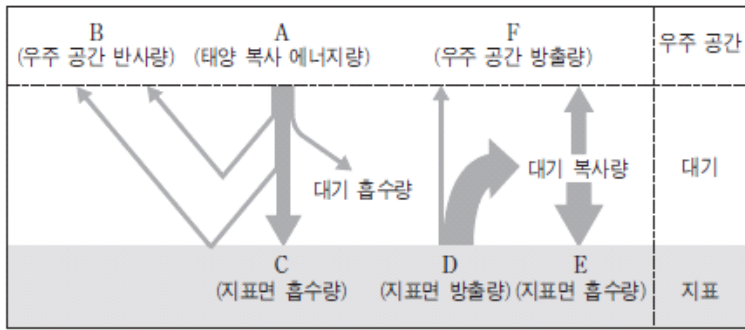 B A F
(우주 공간 반사량) (태양 복사 에너지량) (우주 공간 방출량) 우주 공간
대기 흡수량 대기 복사량 대기
C D E
(지표면 흡수량) (지표면 방출량) (지표면 흡수량) 지표